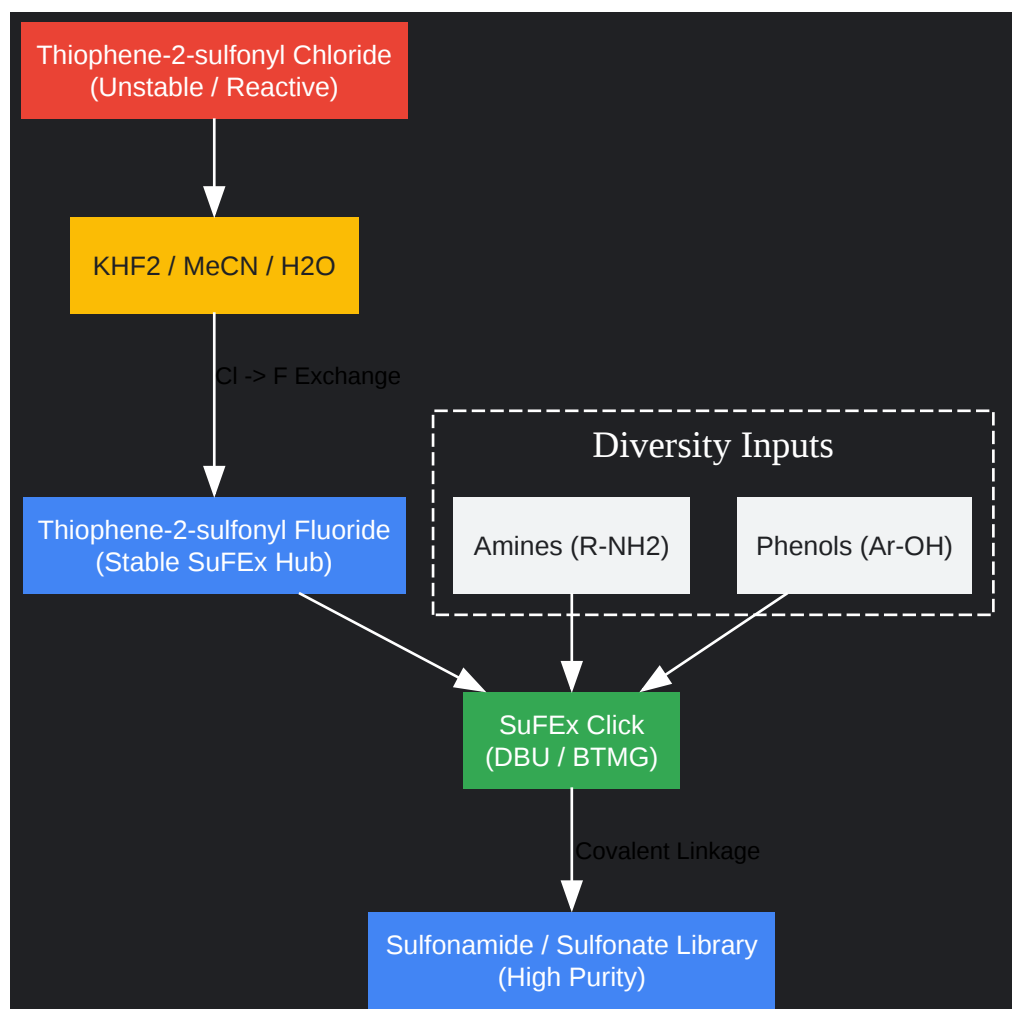 Thiophene-2-sulfonyl Chloride
(Unstable / Reactive)
KHF2 / MeCN / H2O
Cl -> F Exchange
Diversity Inputs
Thiophene-2-sulfonyl Fluoride
(Stable SuFEx Hub)
Amines (R-NH2)
Phenols (Ar-OH)
SuFEx Click
(DBU / BTMG)
Covalent Linkage
Sulfonamide / Sulfonate Library
(High Purity)